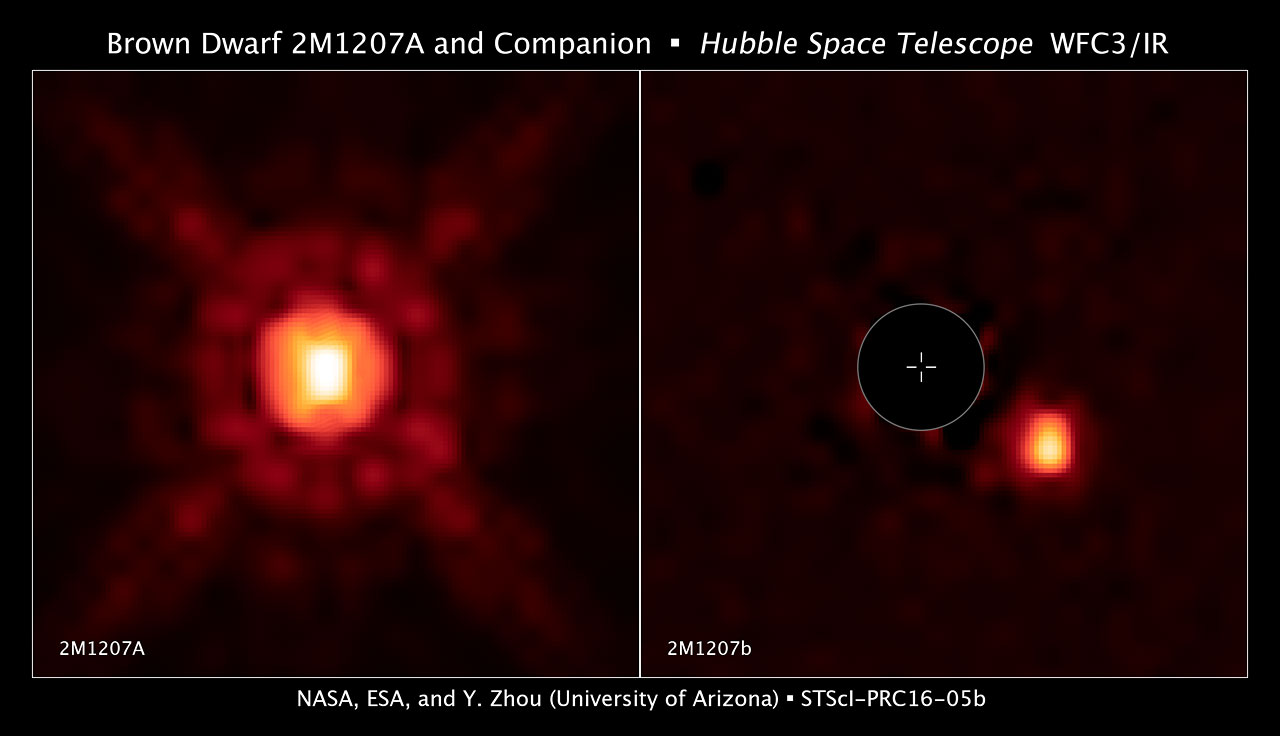 Brown Dwarf 2M1207A and Companion ▪ Hubble Space Telescope WFC3/IR
2M1207A
2M1207b
NASA, ESA, and Y. Zhou (University of Arizona) ▪ STScI-PRC16-05b